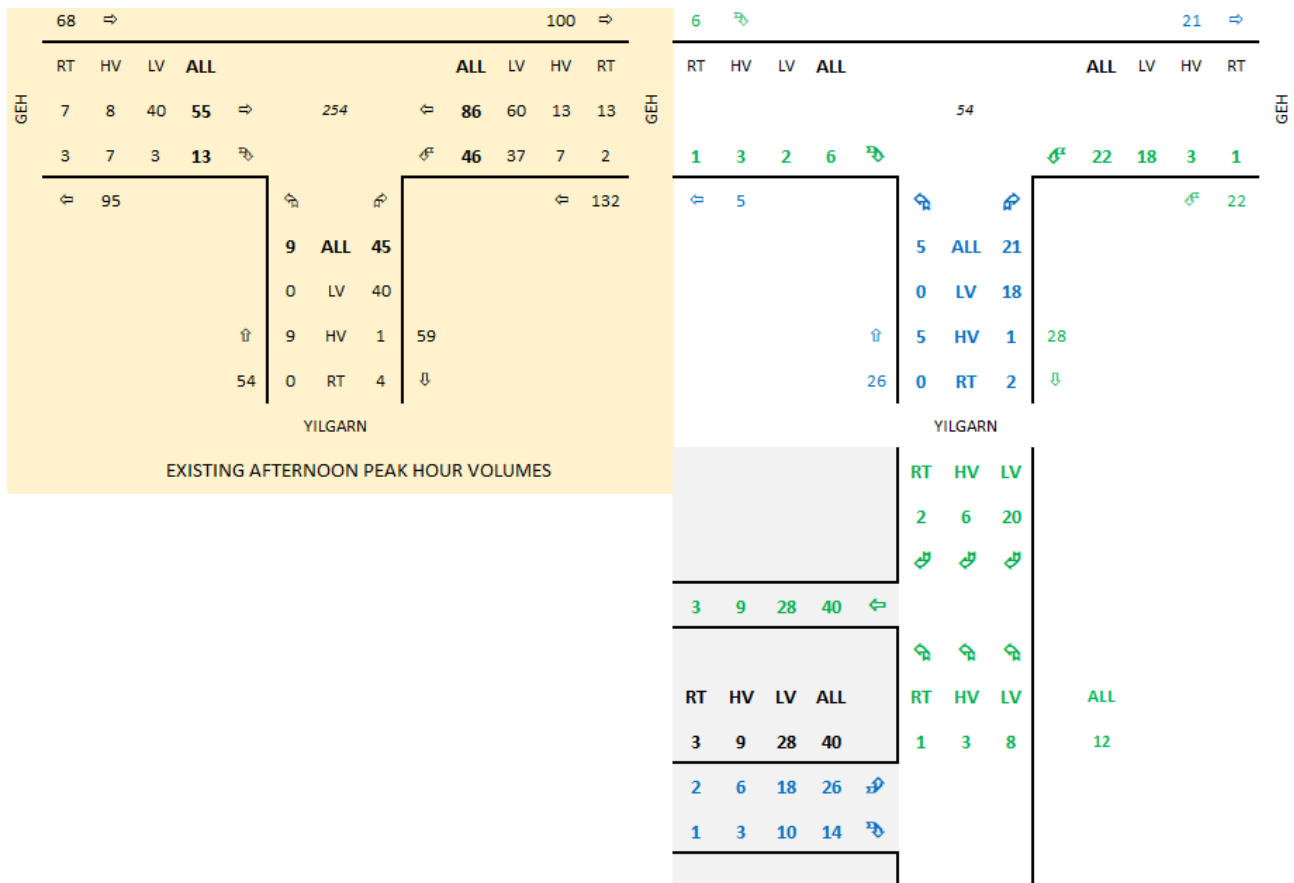 68 ⇨ 100 ⇨ 6 21 ⇨
RT HV LV ALL ALL LV HV RT RT HV LV ALL ALL LV HV RT
GEH 7 8 40 55 ⇨ 254 ⇦ 86 60 13 13 GEH 54 GEH
3 7 3 13 46 37 7 2 1 3 2 6 22 18 3 1
⇦ 95 ⇦ 132 ⇦ 5 22
9 ALL 45 5 ALL 21
0 LV 40 0 LV 18
⇧ 9 HV 1 59 ⇧ 5 HV 1 28
54 0 RT 4 ⇩ 26 0 RT 2 ⇩
YILGARN YILGARN
EXISTING AFTERNOON PEAK HOUR VOLUMES RT HV LV
2 6 20
3 9 28 40 ⇦
RT HV LV ALL RT HV LV ALL
3 9 28 40 1 3 8 12
2 6 18 26
1 3 10 14